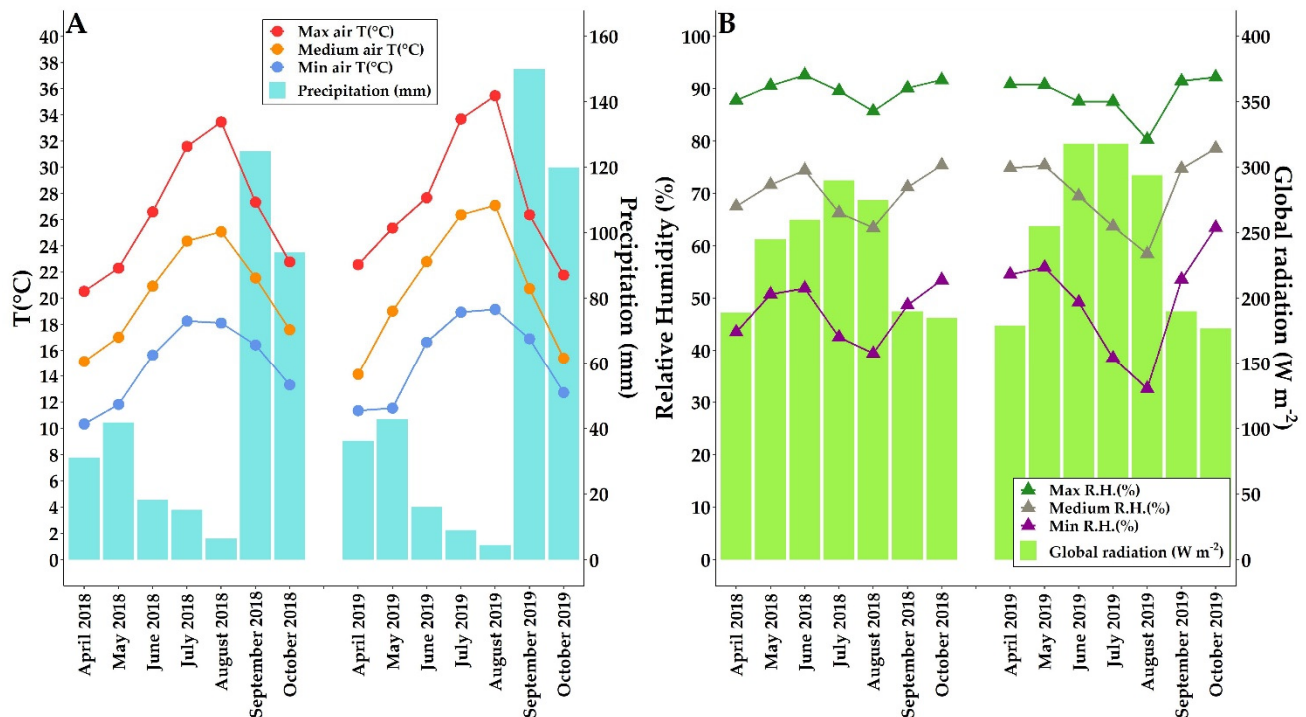 A
Max air T(°C)
Medium air T(°C)
Min air T(°C)
Precipitation (mm)
T(°C)
40
38
36
34
32
30
28
26
24
22
20
18
16
14
12
10
8
6
4
2
0
160
140
120
100
80
60
40
20
0
Precipitation (mm)
April 2018
May 2018
June 2018
July 2018
August 2018
September 2018
October 2018
April 2019
May 2019
June 2019
July 2019
August 2019
September 2019
October 2019
B
Relative Humidity (%)
100
90
80
70
60
50
40
30
20
10
0
400
350
300
250
200
150
100
50
0
Global radiation (W m⁻²)
Max R.H.(%)
Medium R.H.(%)
Min R.H.(%)
Global radiation (W m⁻²)
April 2018
May 2018
June 2018
July 2018
August 2018
September 2018
October 2018
April 2019
May 2019
June 2019
July 2019
August 2019
September 2019
October 2019